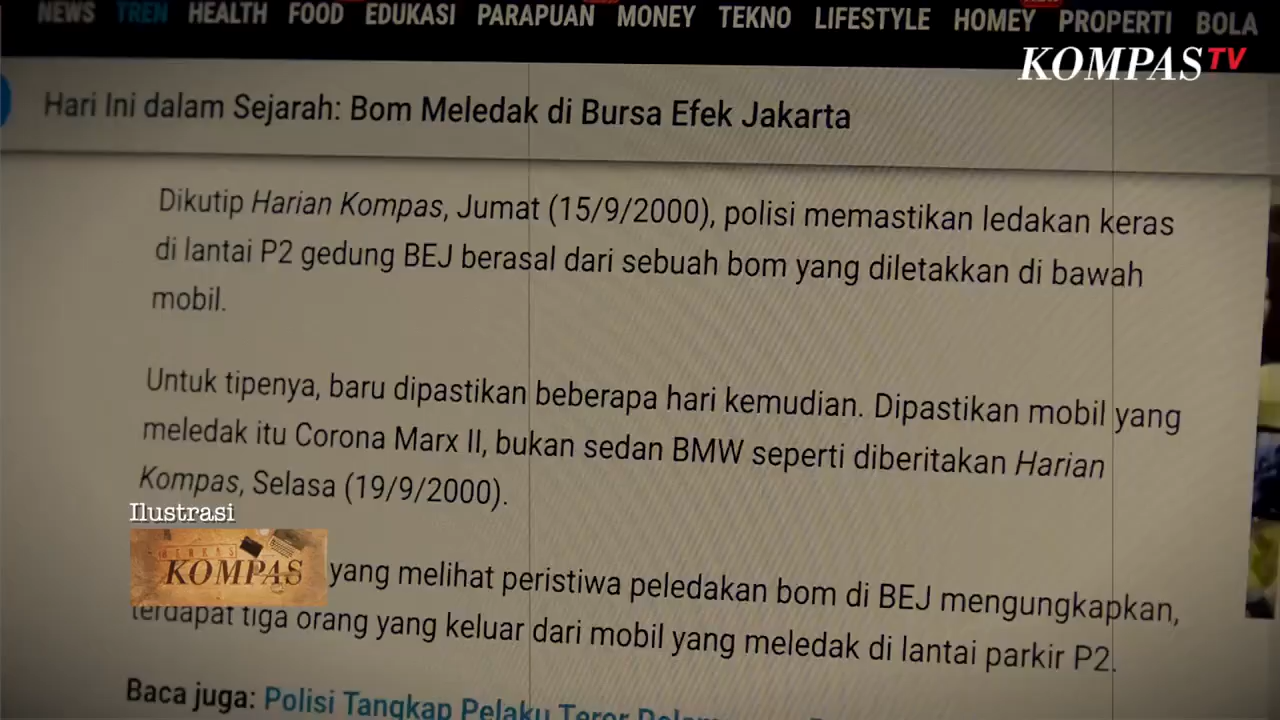 NEWS TREN HEALTH FOOD EDUKASI PARAPUAN MONEY TEKNO LIFESTYLE HOMEY PROPERTI BOLA
KOMPAS TV
Hari Ini dalam Sejarah: Bom Meledak di Bursa Efek Jakarta
Dikutip Harian Kompas, Jumat (15/9/2000), polisi memastikan ledakan keras
di lantai P2 gedung BEJ berasal dari sebuah bom yang diletakkan di bawah
mobil.
Untuk tipenya, baru dipastikan beberapa hari kemudian. Dipastikan mobil yang
meledak itu Corona Marx II, bukan sedan BMW seperti diberitakan Harian
Kompas, Selasa (19/9/2000).
Ilustrasi
BERKAS
KOMPAS
yang melihat peristiwa peledakan bom di BEJ mengungkapkan,
terdapat tiga orang yang keluar dari mobil yang meledak di lantai parkir P2.
Baca juga: Polisi Tangkap Pelaku Teror